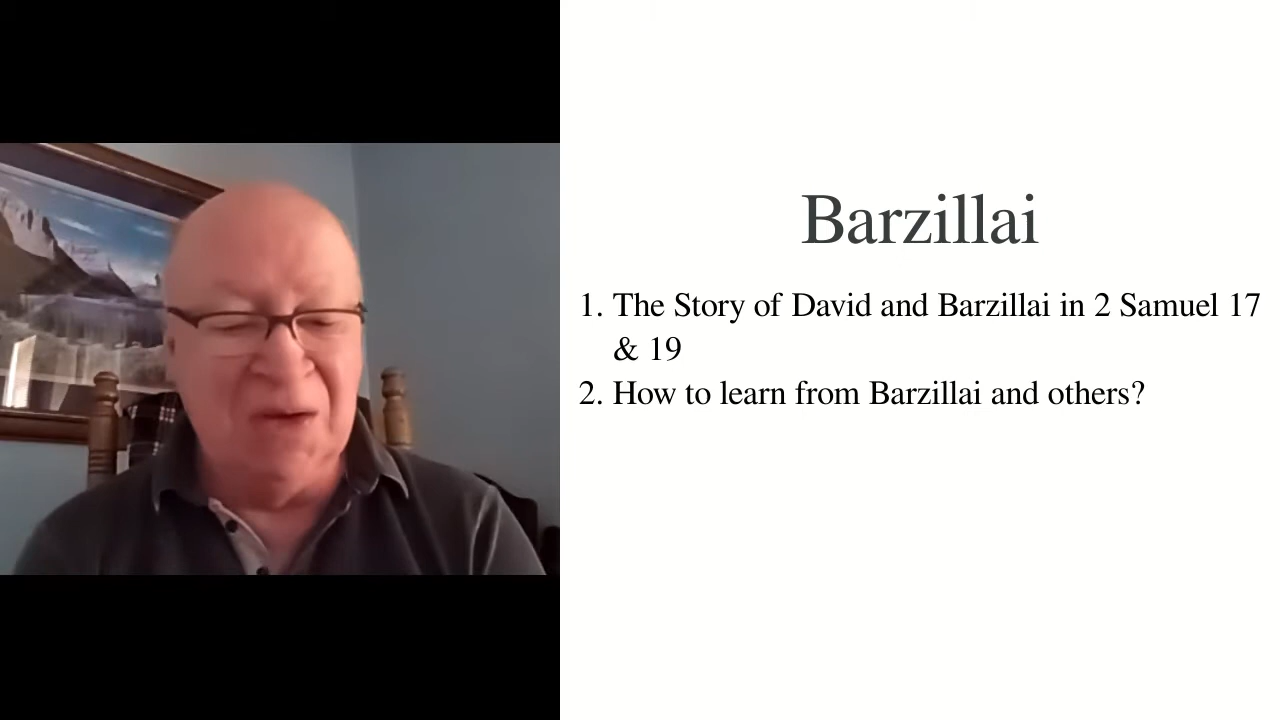 Barzillai
1. The Story of David and Barzillai in 2 Samuel 17
& 19
2. How to learn from Barzillai and others?